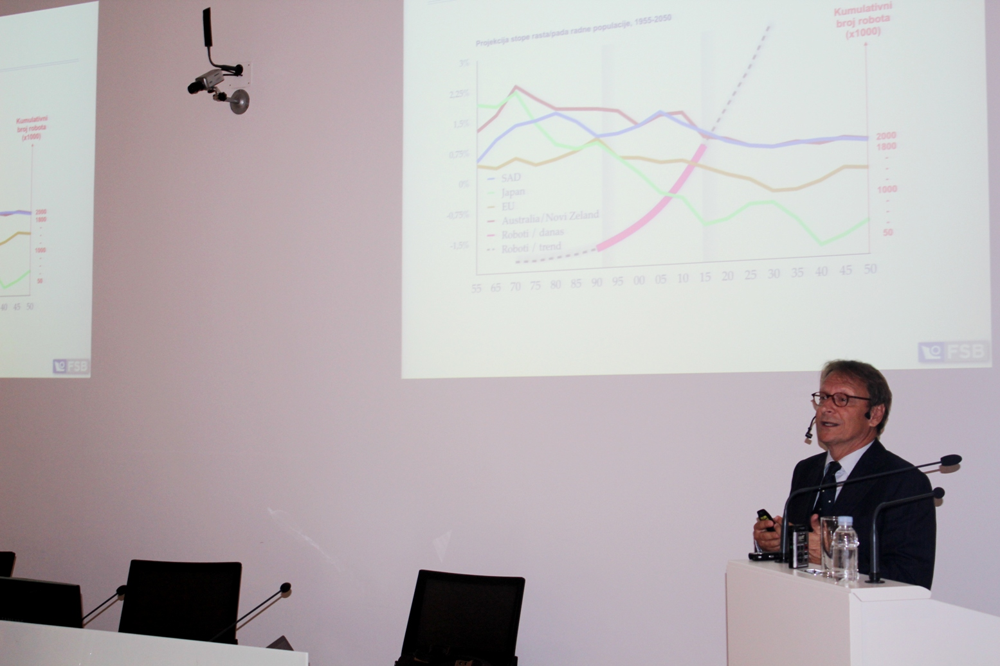 Kumulativni
broj robota
(x1000)
2000
1800
-
-
1000
-
-
50
40 45 50
FSB
Projekcija stope rasta/pada radne populacije, 1955-2050
Kumulativni
broj robota
(x1000)
3%
2,25%
1,5%
0,75%
0%
-0,75%
-1,5%
SAD
Japan
EU
Australia/Novi Zeland
Roboti / danas
Roboti / trend
2000
1800
-
-
1000
-
-
50
55 65 70 75 80 85 90 95 00 05 10 15 20 25 30 35 40 45 50
FSB